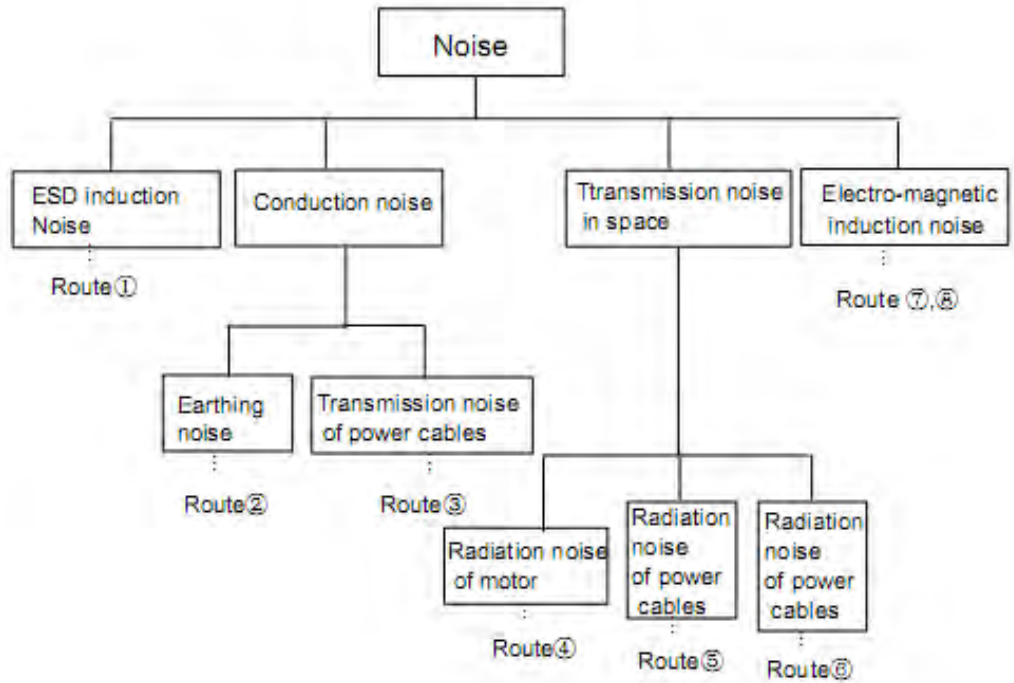 Noise
ESD induction
Noise
Conduction noise
Ttransmission noise
in space
Electro-magnetic
induction noise
Route①
Route ⑦,⑧
Earthing
noise
Transmission noise
of power cables
Route②
Route③
Radiation noise
of motor
Radiation
noise
of power
cables
Radiation
noise
of power
cables
Route④
Route⑤
Route⑥